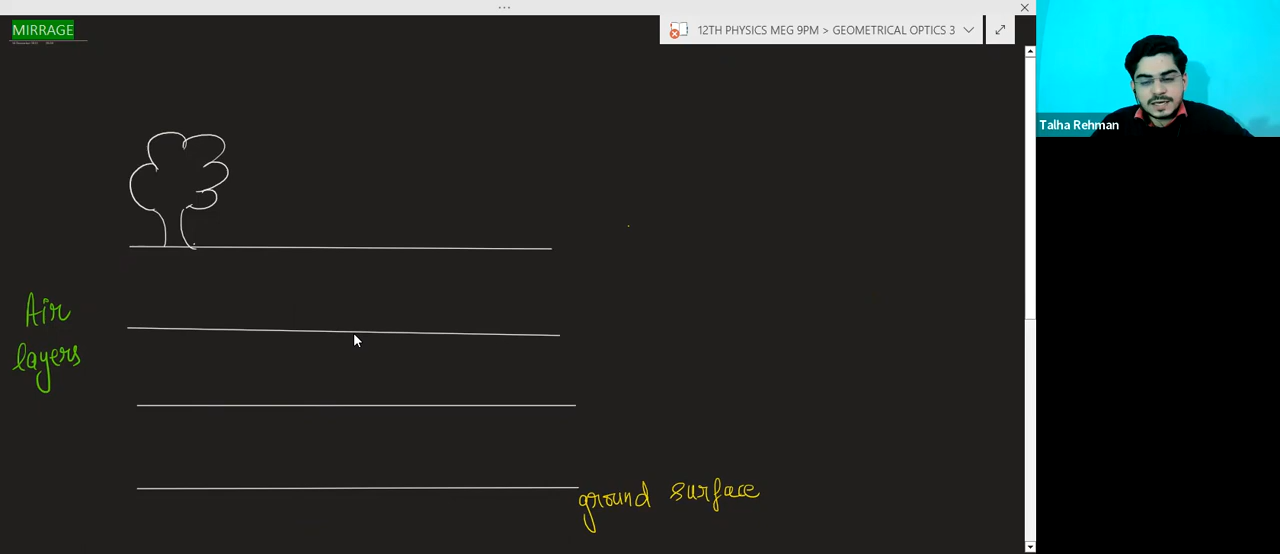 MIRRAGE
12TH PHYSICS MEG 9PM > GEOMETRICAL OPTICS 3
Talha Rehman
Air
layers
ground surface